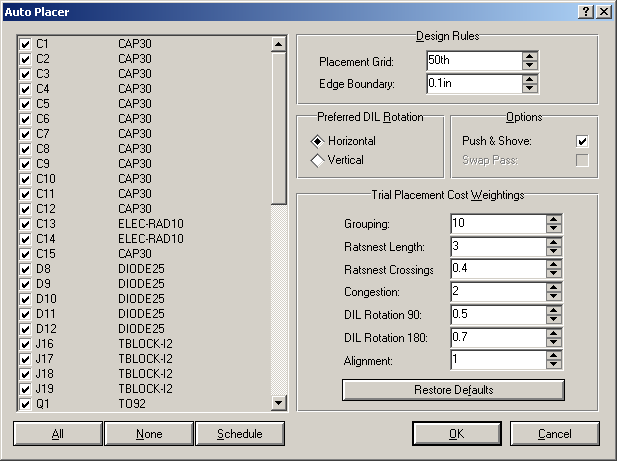 Auto Placer
C1 CAP30
C2 CAP30
C3 CAP30
C4 CAP30
C5 CAP30
C6 CAP30
C7 CAP30
C8 CAP30
C9 CAP30
C10 CAP30
C11 CAP30
C12 CAP30
C13 ELEC-RAD10
C14 ELEC-RAD10
C15 CAP30
D8 DIODE25
D9 DIODE25
D10 DIODE25
D11 DIODE25
D12 DIODE25
J16 TBLOCK-I2
J17 TBLOCK-I2
J18 TBLOCK-I2
J19 TBLOCK-I2
Q1 TO92
All None Schedule
Design Rules
Placement Grid: 50th
Edge Boundary: 0.1in
Preferred DIL Rotation
Horizontal
Vertical
Options
Push & Shove:
Swap Pass:
Trial Placement Cost Weightings
Grouping: 10
Ratsnest Length: 3
Ratsnest Crossings 0.4
Congestion: 2
DIL Rotation 90: 0.5
DIL Rotation 180: 0.7
Alignment: 1
Restore Defaults
OK Cancel